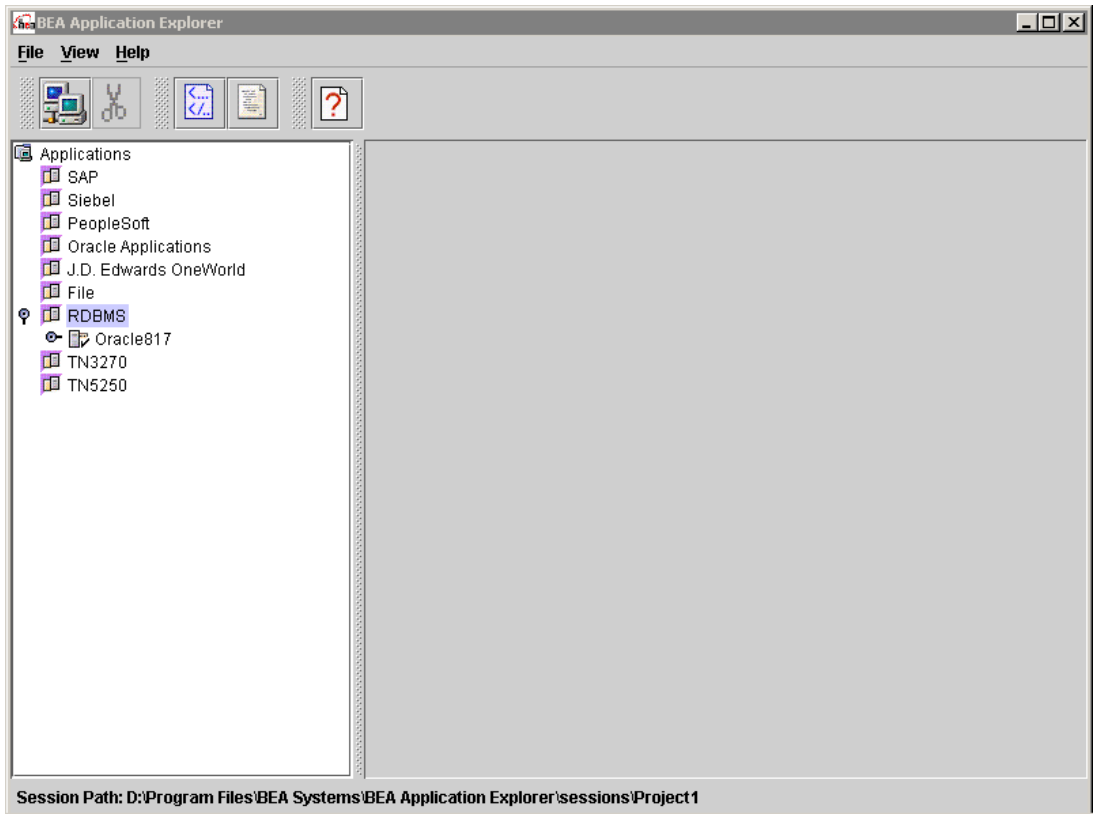 BEA Application Explorer
File View Help
Applications
SAP
Siebel
PeopleSoft
Oracle Applications
J.D. Edwards OneWorld
File
RDBMS
Oracle817
TN3270
TN5250
Session Path: D:\Program Files\BEA Systems\BEA Application Explorer\sessions\Project1